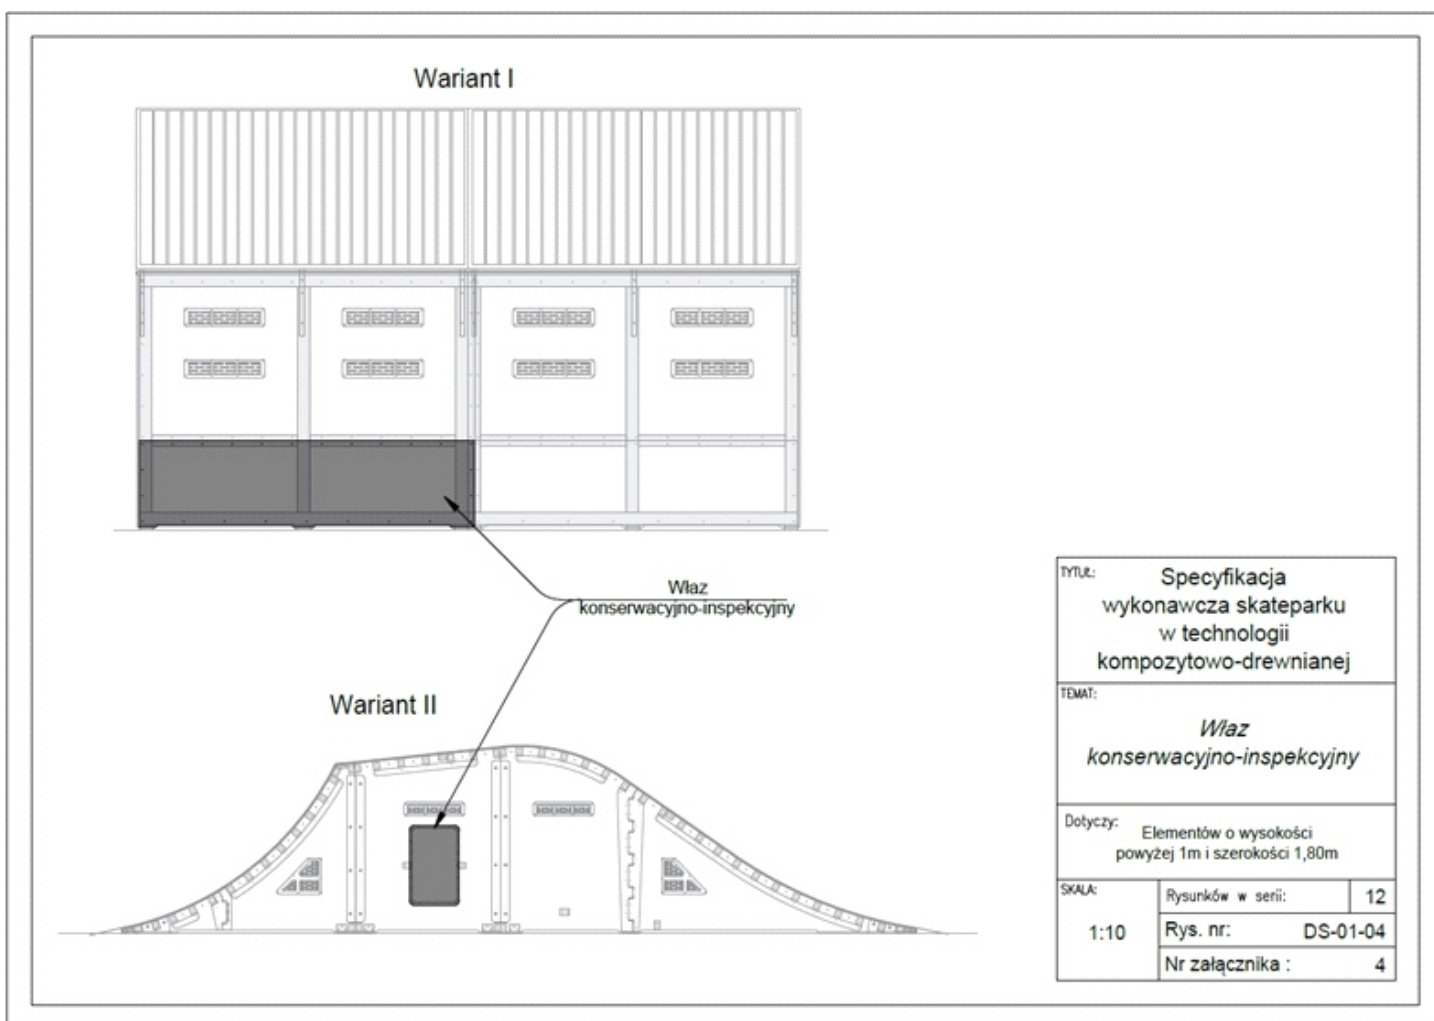 Wariant I
Właz
konserwacyjno-inspekcyjny
Wariant II
TYTUŁ:
Specyfikacja
wykonawcza skateparku
w technologii
kompozytowo-drewnianej
TEMAT:
Właz
konserwacyjno-inspekcyjny
Dotyczy:
Elementów o wysokości
powyżej 1m i szerokości 1,80m
SKALA:
1:10
Rysunków w serii: 12
Rys. nr: DS-01-04
Nr załącznika : 4